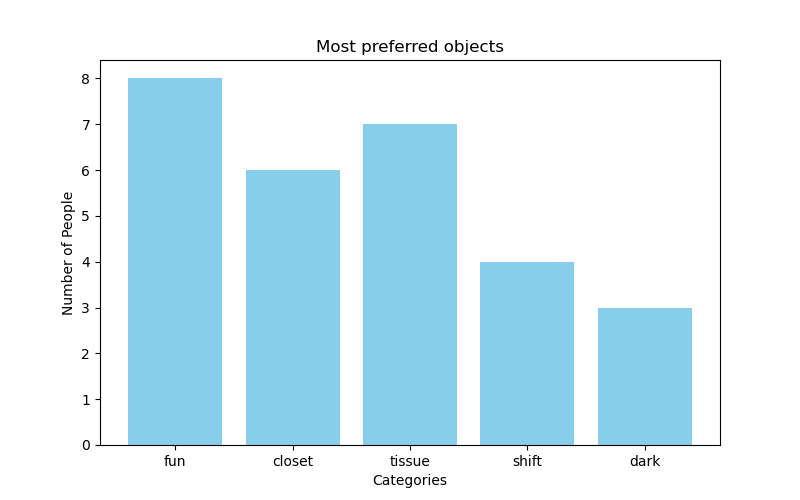 Most preferred objects
Number of People
8
7
6
5
4
3
2
1
0
fun closet tissue shift dark
Categories